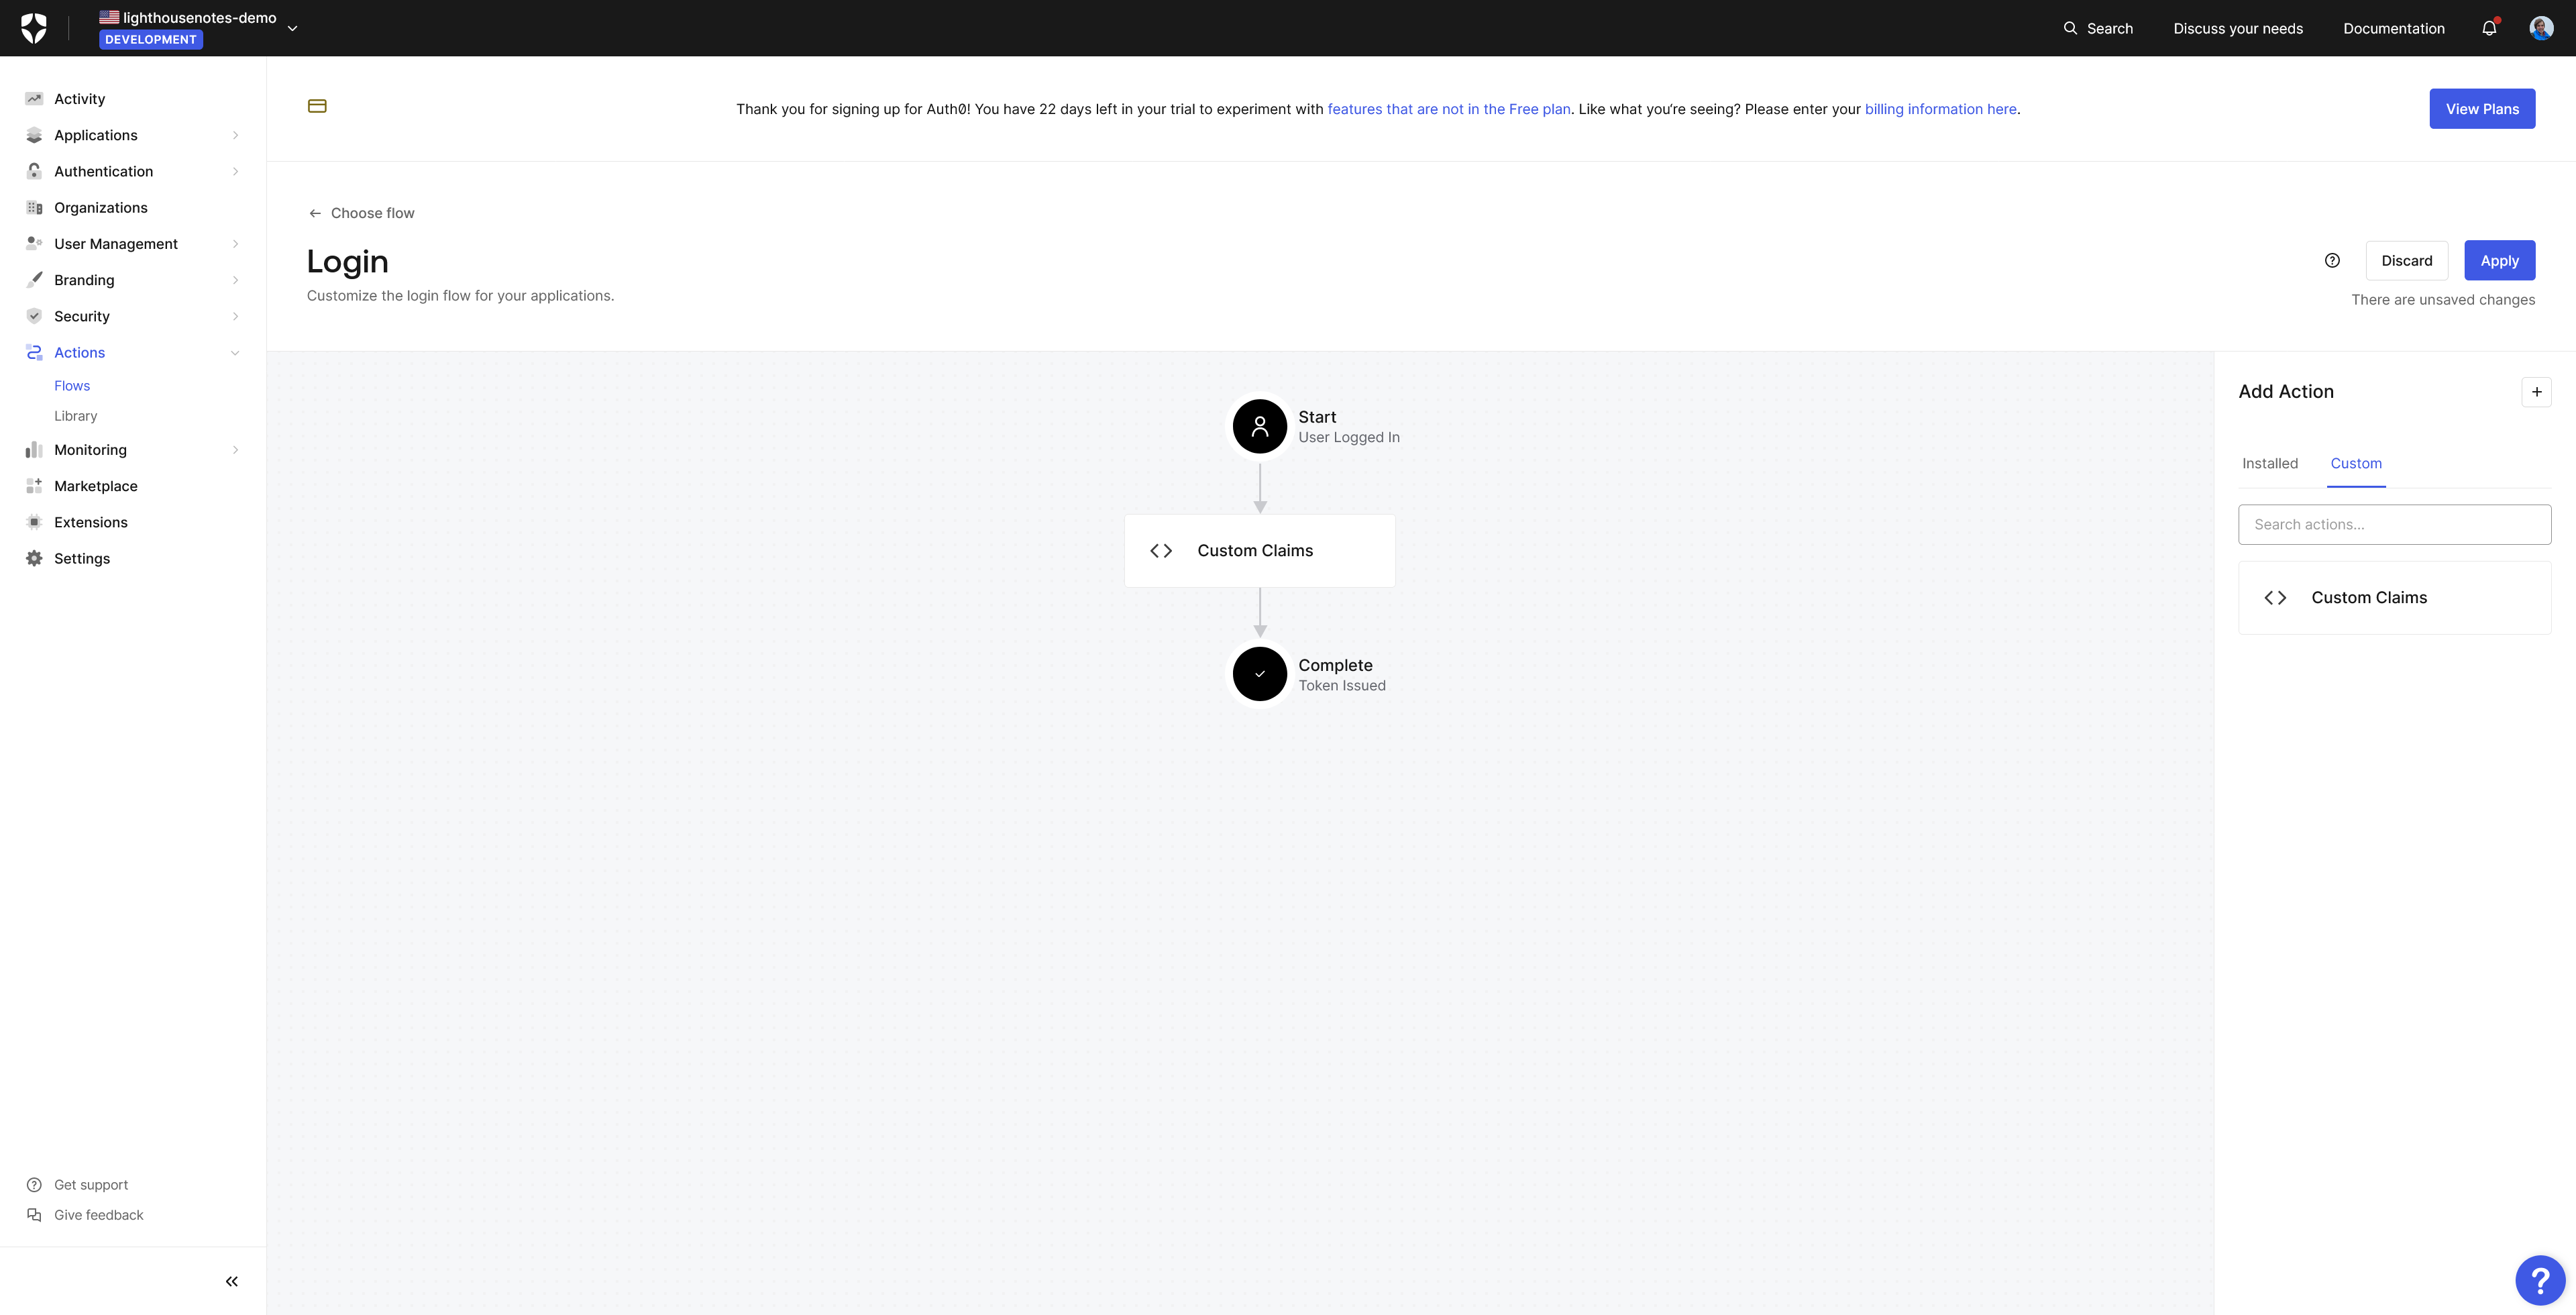 lighthousenotes-demo
DEVELOPMENT
Search
Discuss your needs
Documentation
Activity
Applications
Authentication
Organizations
User Management
Branding
Security
Actions
Flows
Library
Monitoring
Marketplace
Extensions
Settings
Get support
Give feedback
Thank you for signing up for Auth0! You have 22 days left in your trial to experiment with features that are not in the Free plan. Like what you’re seeing? Please enter your billing information here.
View Plans
Choose flow
Login
Customize the login flow for your applications.
Discard
Apply
There are unsaved changes
Start
User Logged In
Custom Claims
Complete
Token Issued
Add Action
Installed
Custom
Search actions...
Custom Claims